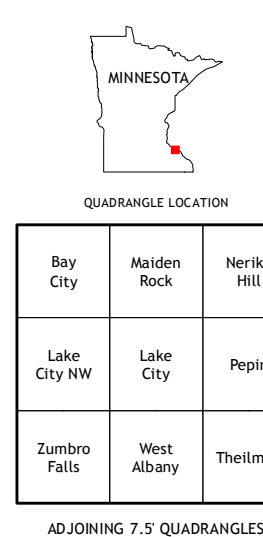 MINNESOTA
QUADRANGLE LOCATION
Bay
City
Maiden
Rock
Hill
Lake
City NW
Lake
City
Zumbro
Falls
West
Albany
ADJOINING 7.5' QUADRANGLES